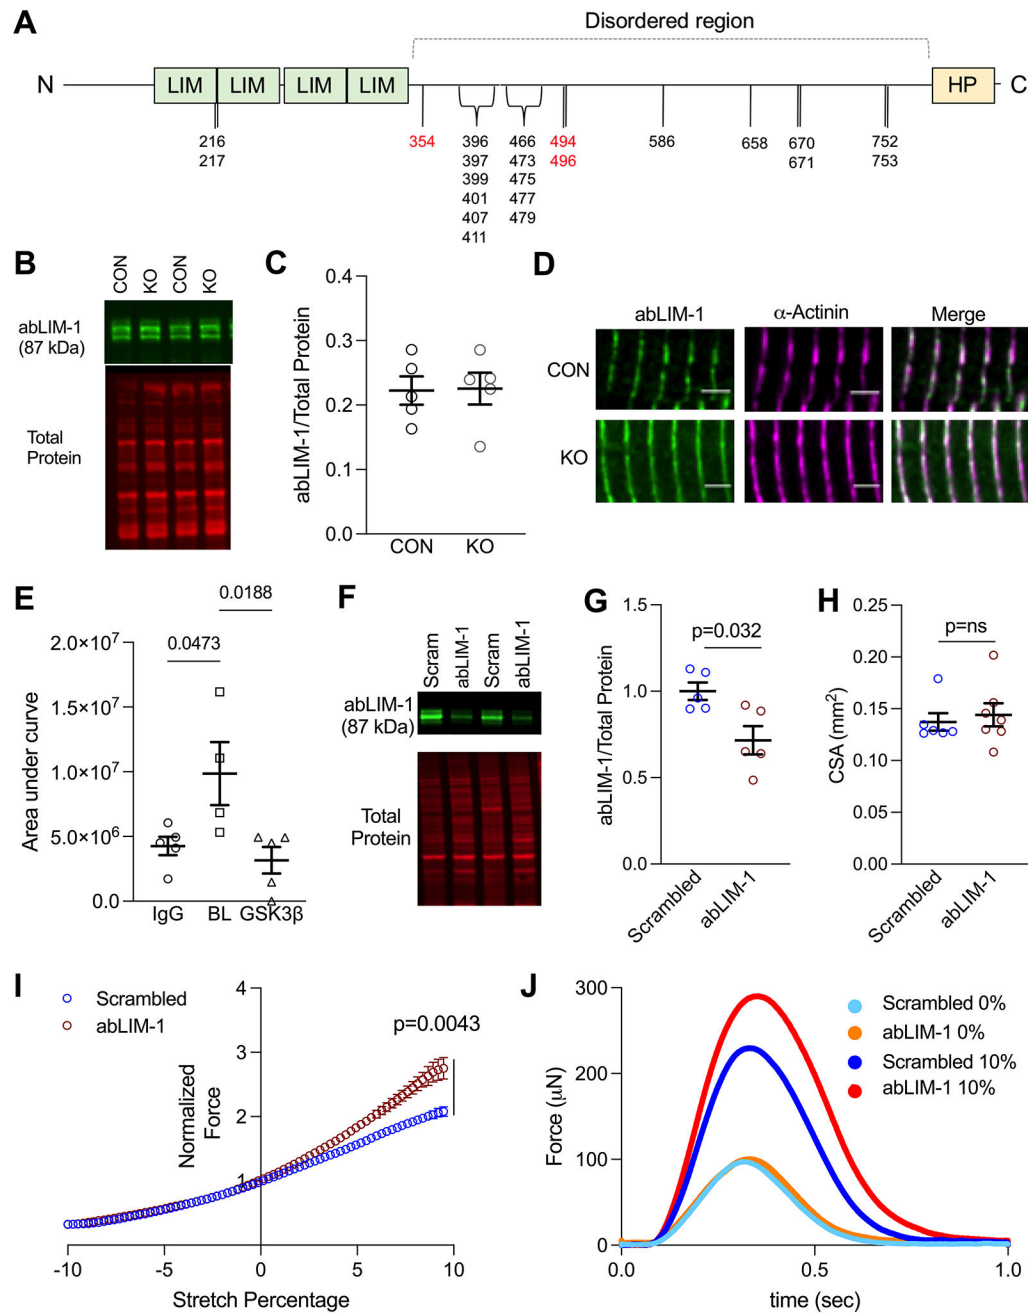 A
Disordered region
N
LIM
LIM
LIM
LIM
HP
C
216
217
354
396
397
399
401
407
411
466
473
475
477
479
494
496
586
658
670
671
752
753
B
CON
KO
CON
KO
abLIM-1
(87 kDa)
Total
Protein
C
abLIM-1/Total Protein
0.4
0.3
0.2
0.1
0.0
CON
KO
D
abLIM-1
α-Actinin
Merge
CON
KO
E
0.0188
0.0473
Area under curve
2.0×10⁷
1.5×10⁷
1.0×10⁷
5.0×10⁶
0.0
IgG
BL
GSK3β
F
Scram
abLIM-1
Scram
abLIM-1
abLIM-1
(87 kDa)
Total
Protein
G
abLIM-1/Total Protein
1.5
1.0
0.5
0.0
p=0.032
Scrambled
abLIM-1
H
CSA (mm²)
0.25
0.20
0.15
0.10
0.05
0.00
p=ns
Scrambled
abLIM-1
I
Scrambled
abLIM-1
Normalized
Force
4
3
2
1
p=0.0043
-10
-5
0
5
10
Stretch Percentage
J
Force (μN)
300
200
100
0
Scrambled 0%
abLIM-1 0%
Scrambled 10%
abLIM-1 10%
0.0
0.5
1.0
time (sec)